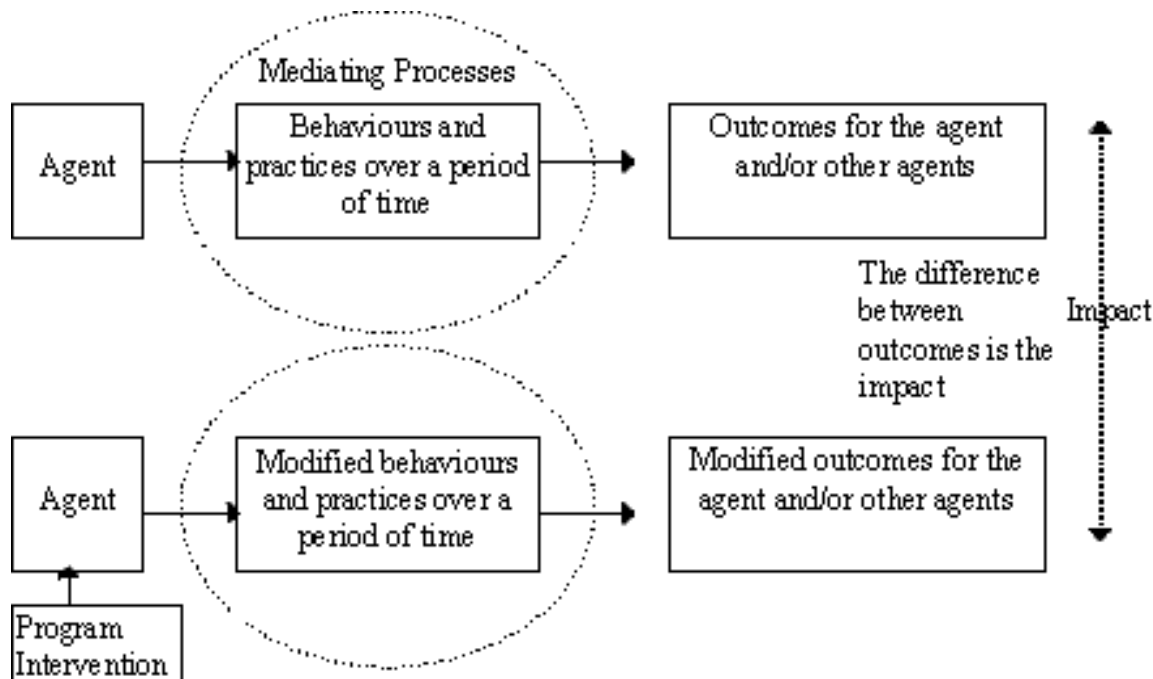 Mediating Processes
Agent
Behaviours and
practices over a period
of time
Outcomes for the agent
and/or other agents
The difference
between
outcomes is the
impact
Impact
Agent
Modified behaviours
and practices over a
period of time
Modified outcomes for the
agent and/or other agents
Program
Intervention